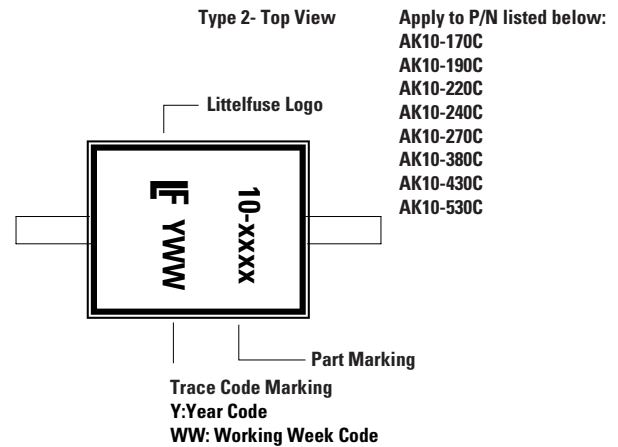 Type 2- Top View
Apply to P/N listed below:
AK10-170C
AK10-190C
AK10-220C
AK10-240C
AK10-270C
AK10-380C
AK10-430C
AK10-530C
Littelfuse Logo
LF YWW
10-xxxx
Part Marking
Trace Code Marking
Y:Year Code
WW: Working Week Code